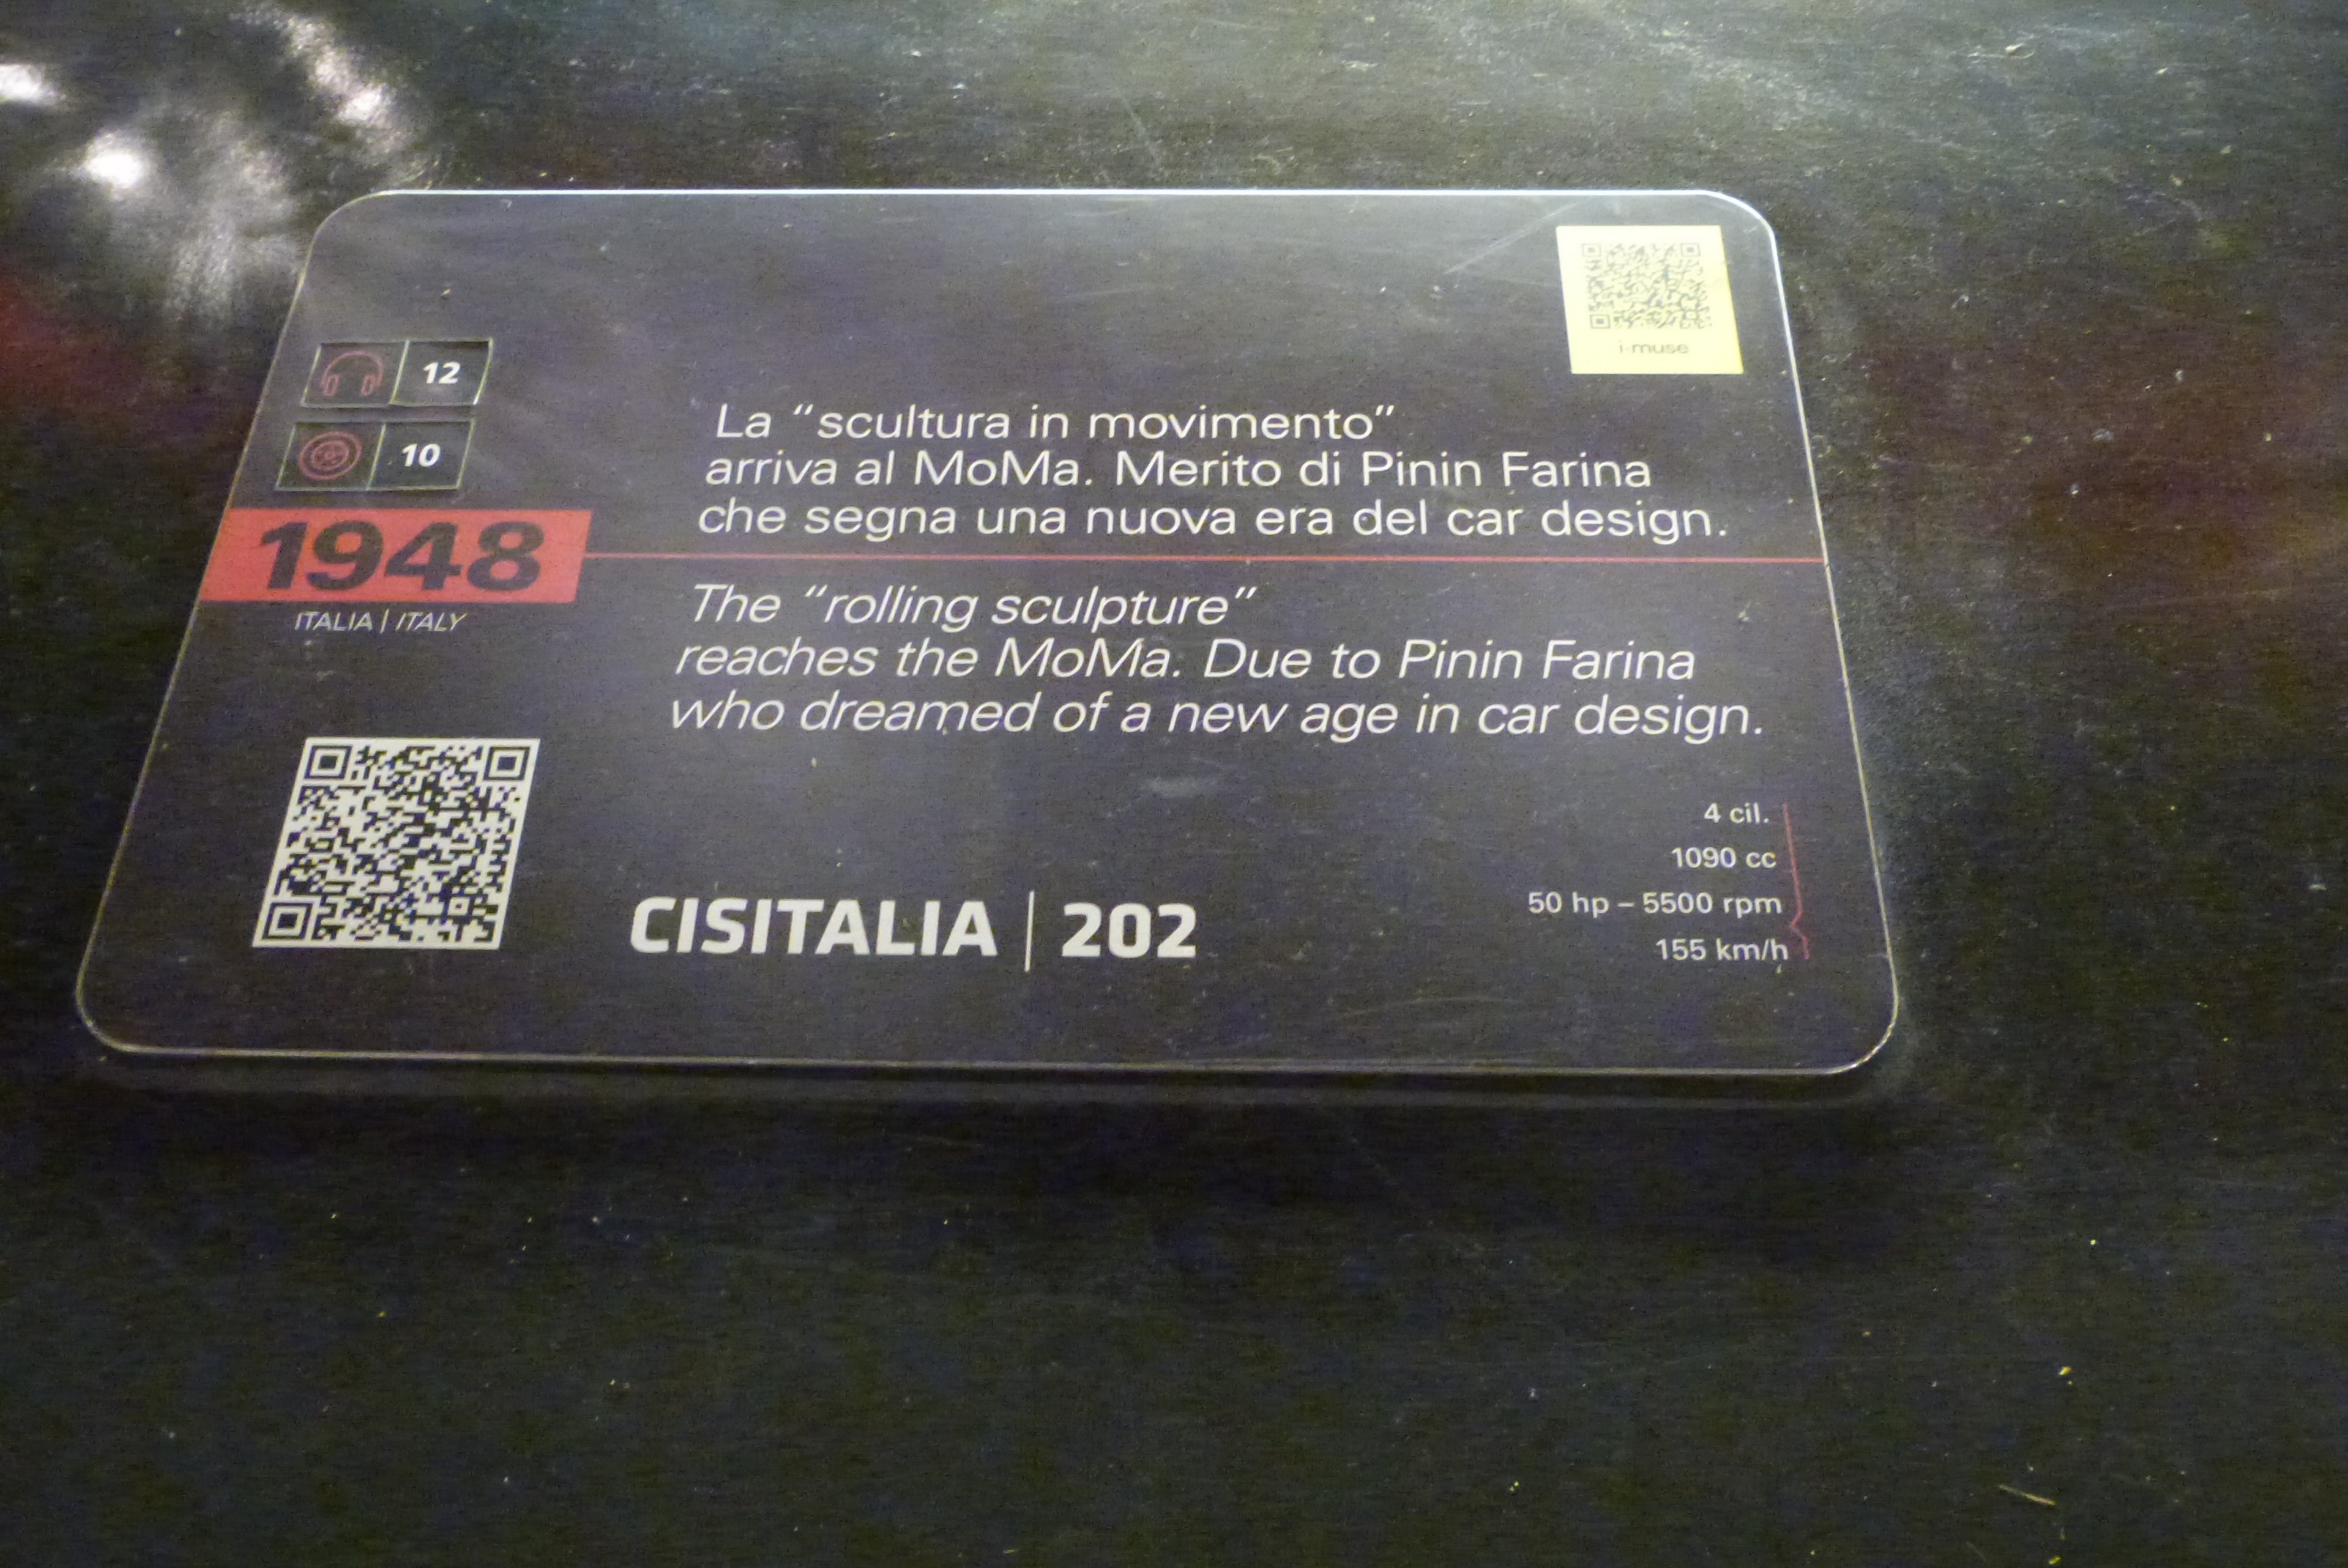 i-muse
12
10
La “scultura in movimento”
arriva al MoMa. Merito di Pinin Farina
che segna una nuova era del car design.
1948
ITALIA | ITALY
The “rolling sculpture”
reaches the MoMa. Due to Pinin Farina
who dreamed of a new age in car design.
4 cil.
1090 cc
50 hp – 5500 rpm
155 km/h
CISITALIA | 202